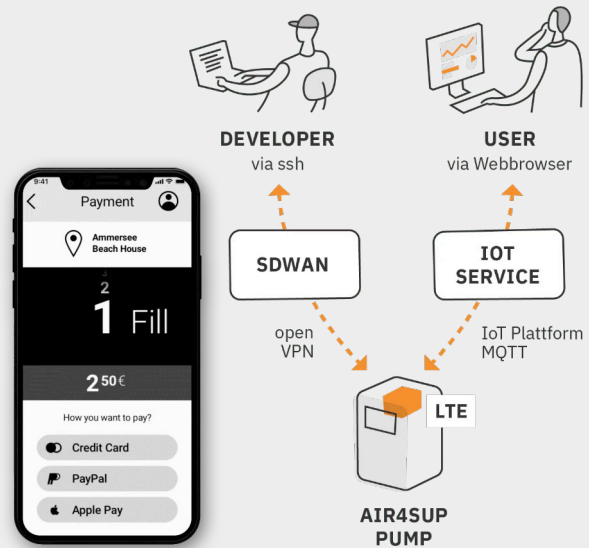 DEVELOPER
via ssh
USER
via Webbrowser
SDWAN
IOT
SERVICE
open
VPN
IoT Plattform
MQTT
LTE
AIR4SUP
PUMP
9:41
Payment
Ammersee
Beach House
3
2
1 Fill
2 50 €
How you want to pay?
Credit Card
PayPal
Apple Pay